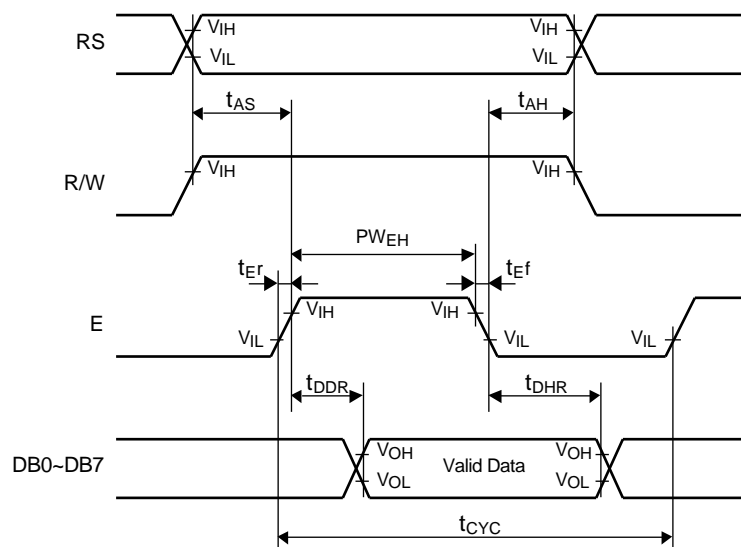 RS VIH VIH
VIL VIL
tAS tAH
R/W VIH VIH
PWEH
tEr tEf
E VIH VIH
VIL VIL VIL
tDDR tDHR
DB0~DB7 VOH Valid Data VOH
VOL VOL
tCYC